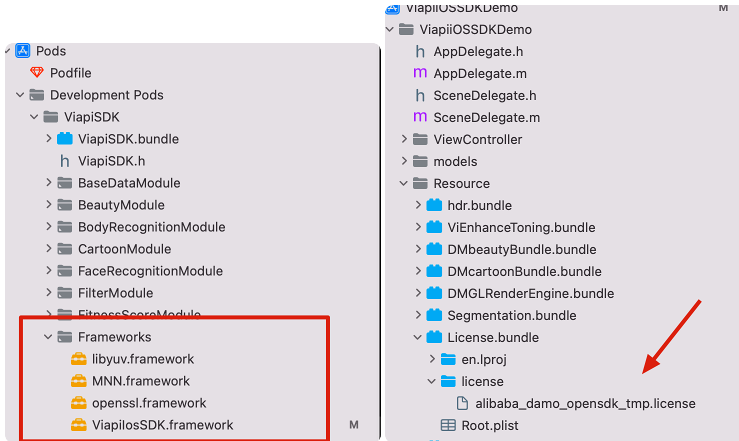 Pods
Podfile
Development Pods
ViapiSDK
ViapiSDK.bundle
h ViapiSDK.h
BaseDataModule
BeautyModule
BodyRecognitionModule
CartoonModule
FaceRecognitionModule
FilterModule
FitnessScoreModule
Frameworks
libyuv.framework
MNN.framework
openssl.framework
ViapiIosSDK.framework M
ViapiiOSSDKDemo M
ViapiiOSSDKDemo
h AppDelegate.h
m AppDelegate.m
h SceneDelegate.h
m SceneDelegate.m
ViewController
models
Resource
hdr.bundle
ViEnhanceToning.bundle
DMbeautyBundle.bundle
DMcartoonBundle.bundle
DMGLRenderEngine.bundle
Segmentation.bundle
License.bundle
en.lproj
license
alibaba_damo_opensdk_tmp.license
Root.plist